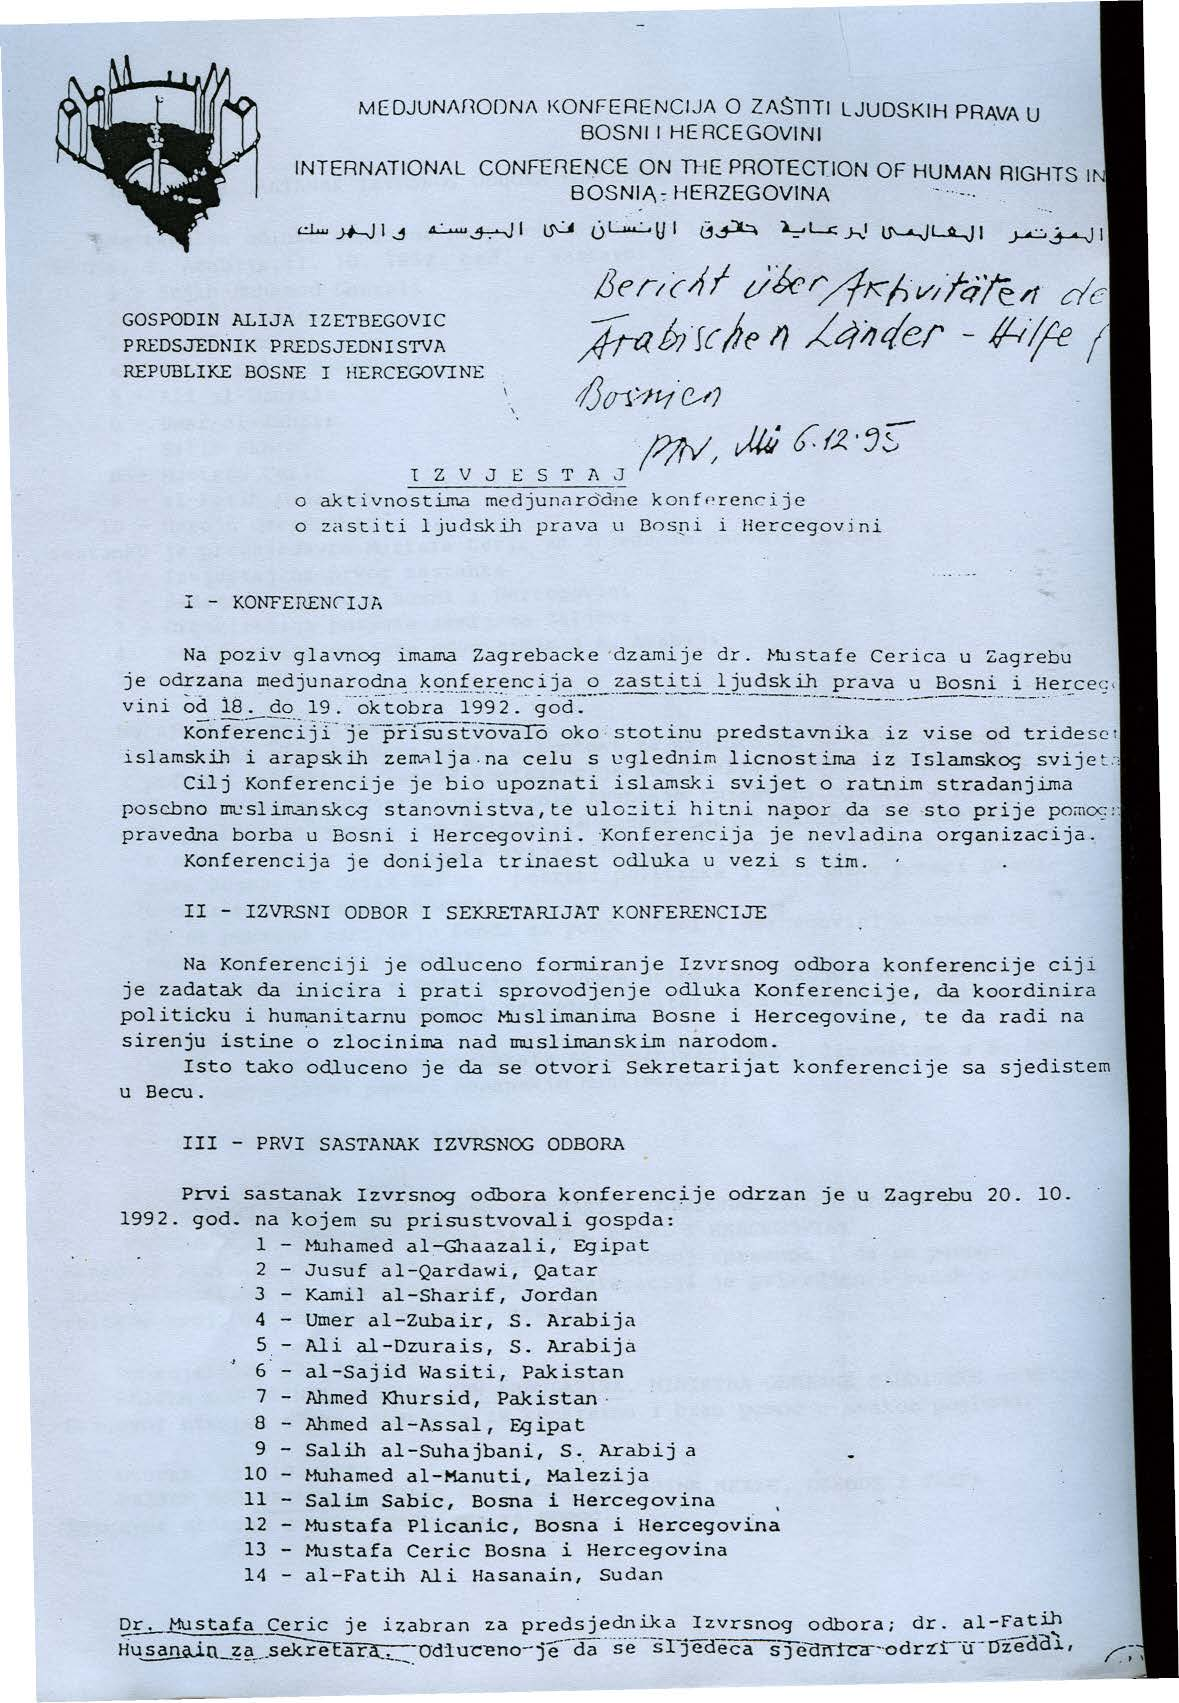 MEDJUNARODNA KONFERENCIJA O ZAŠTITI LJUDSKIH PRAVA U
BOSNI I HERCEGOVINI
INTERNATIONAL CONFERENCE ON THE PROTECTION OF HUMAN RIGHTS IN
BOSNIA-HERZEGOVINA
المؤتمر العالمي لرعاية حقوق الانسان في البوسنه و الهرسك
Bericht über Aktivitäten de
Arabischen Länder - Hilfe f
Bosnien
6.12.95
GOSPODIN ALIJA IZETBEGOVIC
PREDSJEDNIK PREDSJEDNISTVA
REPUBLIKE BOSNE I HERCEGOVINE
I Z V J E S T A J
o aktivnostima medjunarodne konferencije
o zastiti ljudskih prava u Bosni i Hercegovini
I - KONFERENCIJA
Na poziv glavnog imama Zagrebacke dzamije dr. Mustafe Cerica u Zagrebu
je odrzana medjunarodna konferencija o zastiti ljudskih prava u Bosni i Herceg
vini od 18. do 19. oktobra 1992. god.
Konferenciji je prisustvovalo oko stotinu predstavnika iz vise od trideset
islamskih i arapskih zemalja na celu s uglednim licnostima iz Islamskog svijeta
Cilj Konferencije je bio upoznati islamski svijet o ratnim stradanjima
posebno muslimanskog stanovnistva,te uloziti hitni napor da se sto prije pomog
pravedna borba u Bosni i Hercegovini. Konferencija je nevladina organizacija.
Konferencija je donijela trinaest odluka u vezi s tim.
II - IZVRSNI ODBOR I SEKRETARIJAT KONFERENCIJE
Na Konferenciji je odluceno formiranje Izvrsnog odbora konferencije ciji
je zadatak da inicira i prati sprovodjenje odluka Konferencije, da koordinira
politicku i humanitarnu pomoc Muslimanima Bosne i Hercegovine, te da radi na
sirenju istine o zlocinima nad muslimanskim narodom.
Isto tako odluceno je da se otvori Sekretarijat konferencije sa sjedistem
u Becu.
III - PRVI SASTANAK IZVRSNOG ODBORA
Prvi sastanak Izvrsnog odbora konferencije odrzan je u Zagrebu 20. 10.
1992. god. na kojem su prisustvovali gospda:
1 - Muhamed al-Ghaazali, Egipat
2 - Jusuf al-Qardawi, Qatar
3 - Kamil al-Sharif, Jordan
4 - Umer al-Zubair, S. Arabija
5 - Ali al-Dzurais, S. Arabija
6 - al-Sajid Wasiti, Pakistan
7 - Ahmed Khursid, Pakistan
8 - Ahmed al-Assal, Egipat
9 - Salih al-Suhajbani, S. Arabij a
10 - Muhamed al-Manuti, Malezija
11 - Salim Sabic, Bosna i Hercegovina
12 - Mustafa Plicanic, Bosna i Hercegovina
13 - Mustafa Ceric Bosna i Hercegovina
14 - al-Fatih Ali Hasanain, Sudan
Dr. Mustafa Ceric je izabran za predsjednika Izvrsnog odbora; dr. al-Fatih
Husanain za sekretara. Odluceno je da se sljedeca sjednica odrzi u Dzeddi,